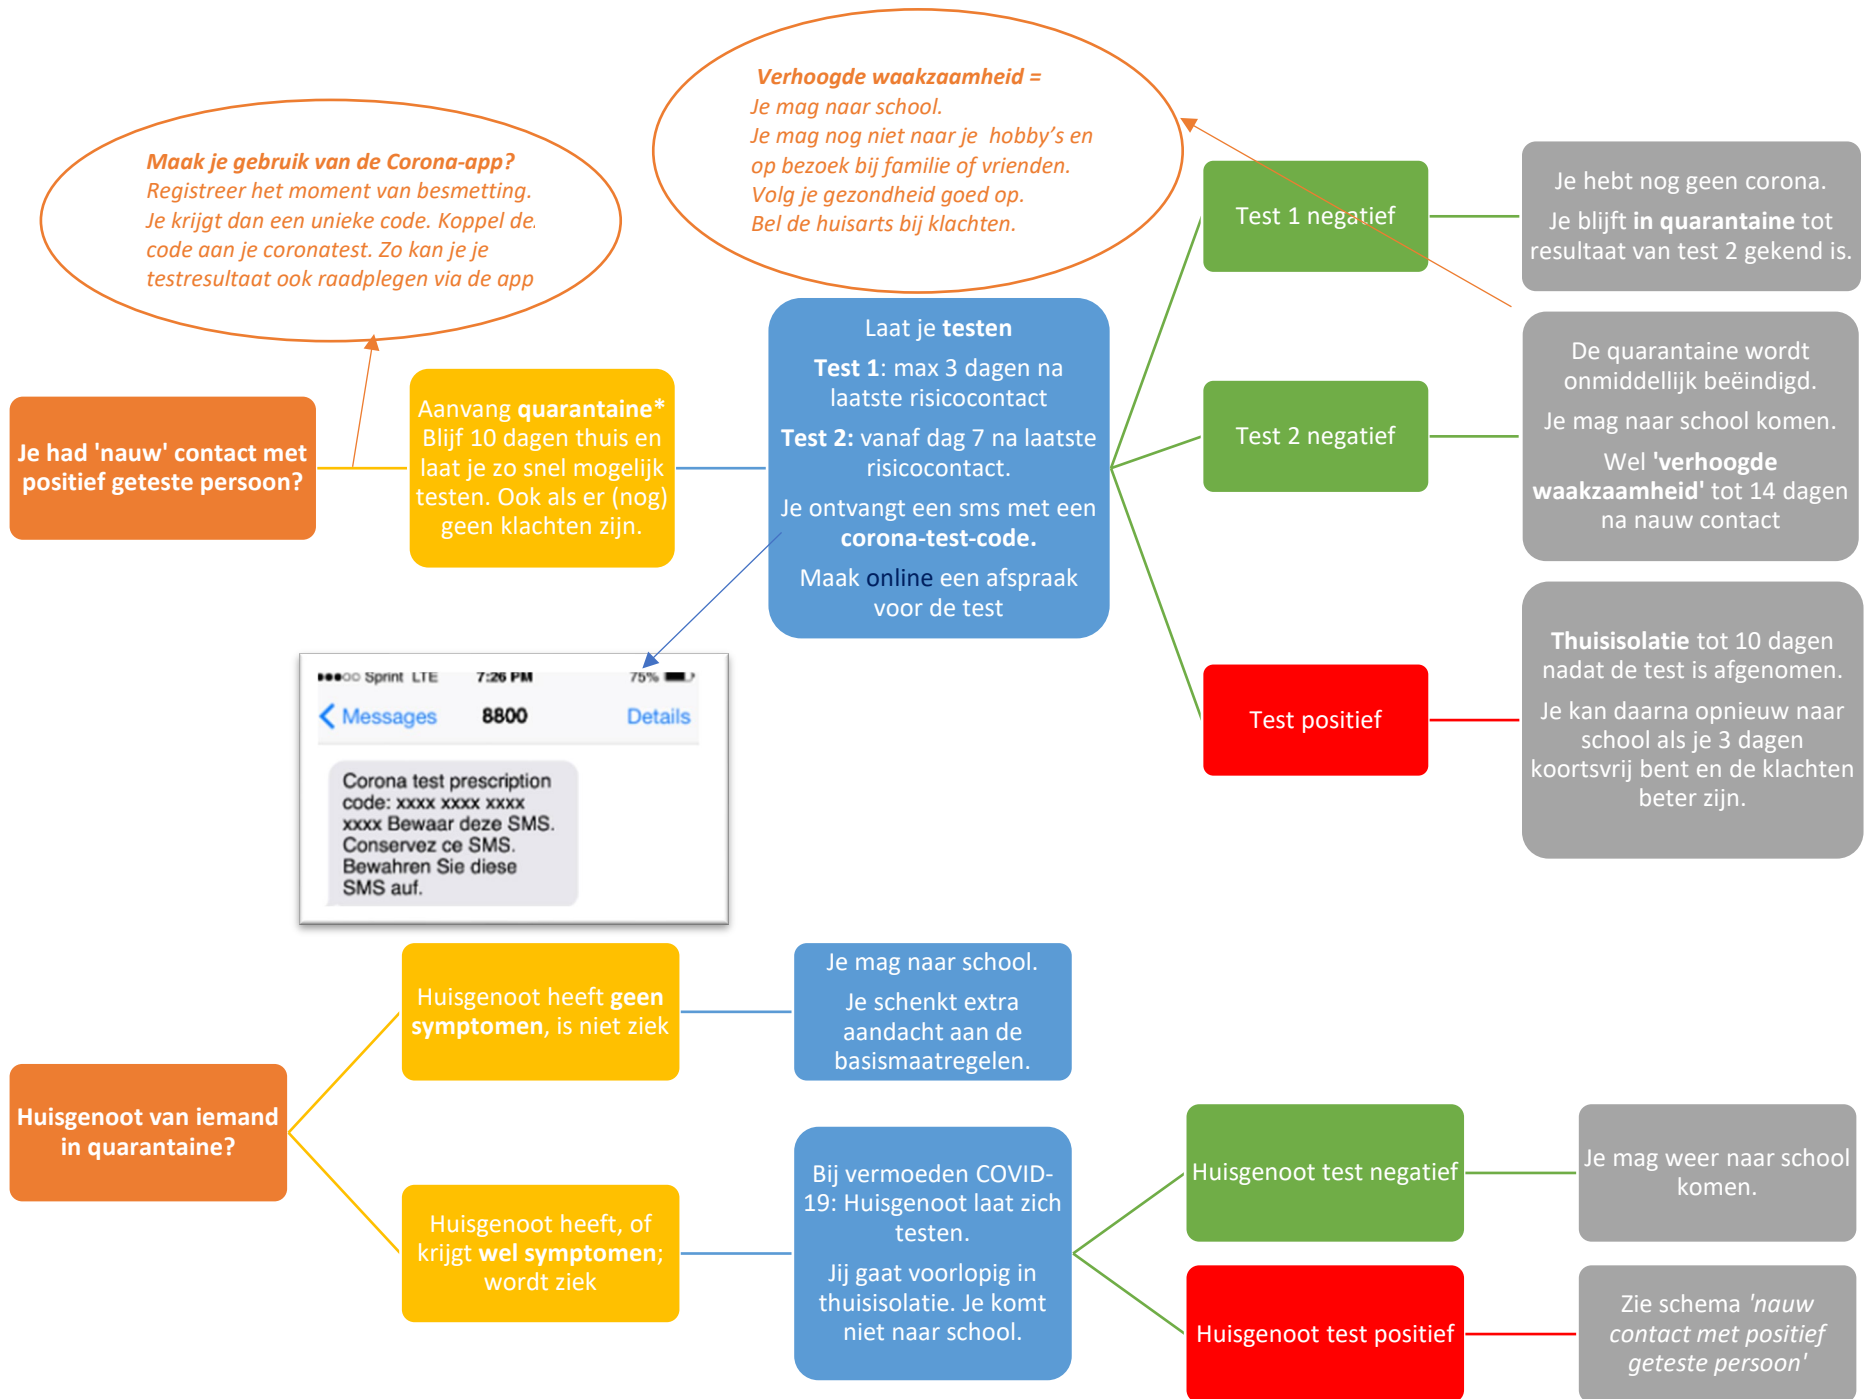 Verhoogde waakzaamheid =
Je mag naar school.
Je mag nog niet naar je hobby's en
op bezoek bij familie of vrienden.
Volg je gezondheid goed op.
Bel de huisarts bij klachten.
Maak je gebruik van de Corona-app?
Registreer het moment van besmetting.
Je krijgt dan een unieke code. Koppel
code aan je coronatest. Zo kan je je
testresultaat ook raadplegen via de app
Je had 'nauw' contact met
positief geteste persoon?
Aanvang quarantaine*
Blijf 10 dagen thuis en
laat je zo snel mogelijk
testen. Ook als er (nog)
geen klachten zijn.
Laat je testen
Test 1: max 3 dagen na
laatste risicocontact
Test 2: vanaf dag 7 na laatste
risicocontact.
Je ontvangt een sms met een
corona-test-code.
Maak online een afspraak
voor de test
Test 1 negatief
Je hebt nog geen corona.
Je blijft in quarantaine tot
resultaat van test 2 gekend is.
Test 2 negatief
De quarantaine wordt
onmiddellijk beëindigd.
Je mag naar school komen.
Wel 'verhoogde
waakzaamheid' tot 14 dagen
na nauw contact
Test positief
Thuisisolatie tot 10 dagen
nadat de test is afgenomen.
Je kan daarna opnieuw naar
school als je 3 dagen
koortsvrij bent en de klachten
beter zijn.
Sprint LTE 7:26 PM 75%
Messages 8800 Details
Corona test prescription
code: xxxx xxxx xxxx
xxxx Bewaar deze SMS.
Conservez ce SMS.
Bewahren Sie diese
SMS auf.
Huisgenoot van iemand
in quarantaine?
Huisgenoot heeft geen
symptomen, is niet ziek
Je mag naar school.
Je schenkt extra
aandacht aan de
basismaatregelen.
Huisgenoot heeft, of
krijgt wel symptomen;
wordt ziek
Bij vermoeden COVID-
19: Huisgenoot laat zich
testen.
Jij gaat voorlopig in
thuisisolatie. Je komt
niet naar school.
Huisgenoot test negatief
Je mag weer naar school
komen.
Huisgenoot test positief
Zie schema 'nauw
contact met positief
geteste persoon'